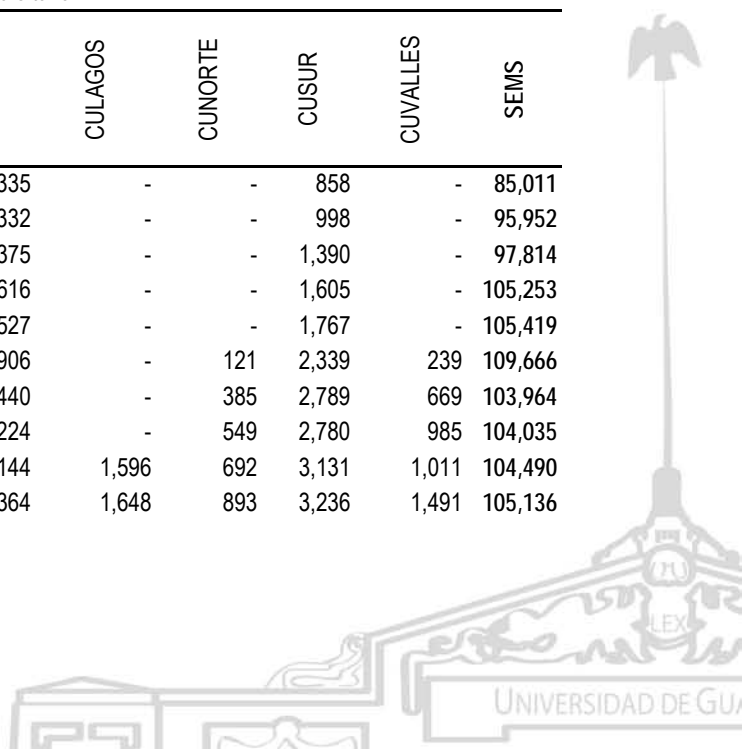 CULAGOS CUNORTE CUSUR CUVALLES SEMS
335 - - 858 - 85,011
332 - - 998 - 95,952
375 - - 1,390 - 97,814
616 - - 1,605 - 105,253
527 - - 1,767 - 105,419
906 - 121 2,339 239 109,666
440 - 385 2,789 669 103,964
224 - 549 2,780 985 104,035
144 1,596 692 3,131 1,011 104,490
364 1,648 893 3,236 1,491 105,136
LEX
UNIVERSIDAD DE GUA